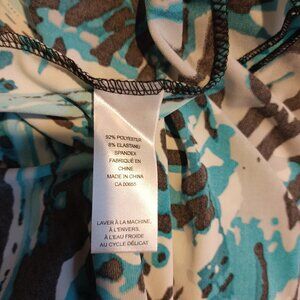 92% POLYESTER
8% ELASTANE
SPANDEX
FABRIQUÉ EN
CHINE
MADE IN CHINA
CA 00655
LAVER À LA MACHINE,
À L'ENVERS,
À L'EAU FROIDE
AU CYCLE DÉLICAT